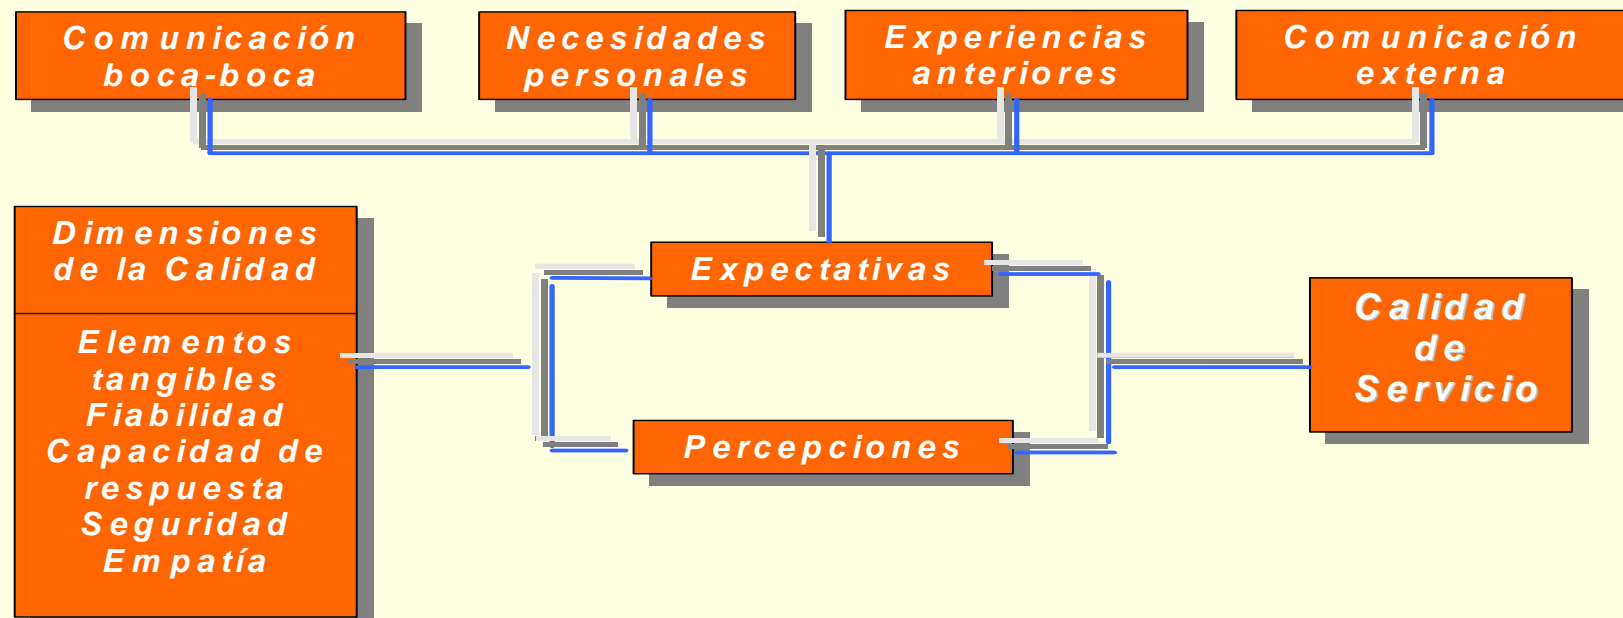 Comunicación
boca-boca
Necesidades
personales
Experiencias
anteriores
Comunicación
externa
Dimensiones
de la Calidad
Elementos
tangibles
Fiabilidad
Capacidad de
respuesta
Seguridad
Empatía
Expectativas
Percepciones
Calidad
de
Servicio